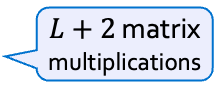 L + 2 matrix
multiplications